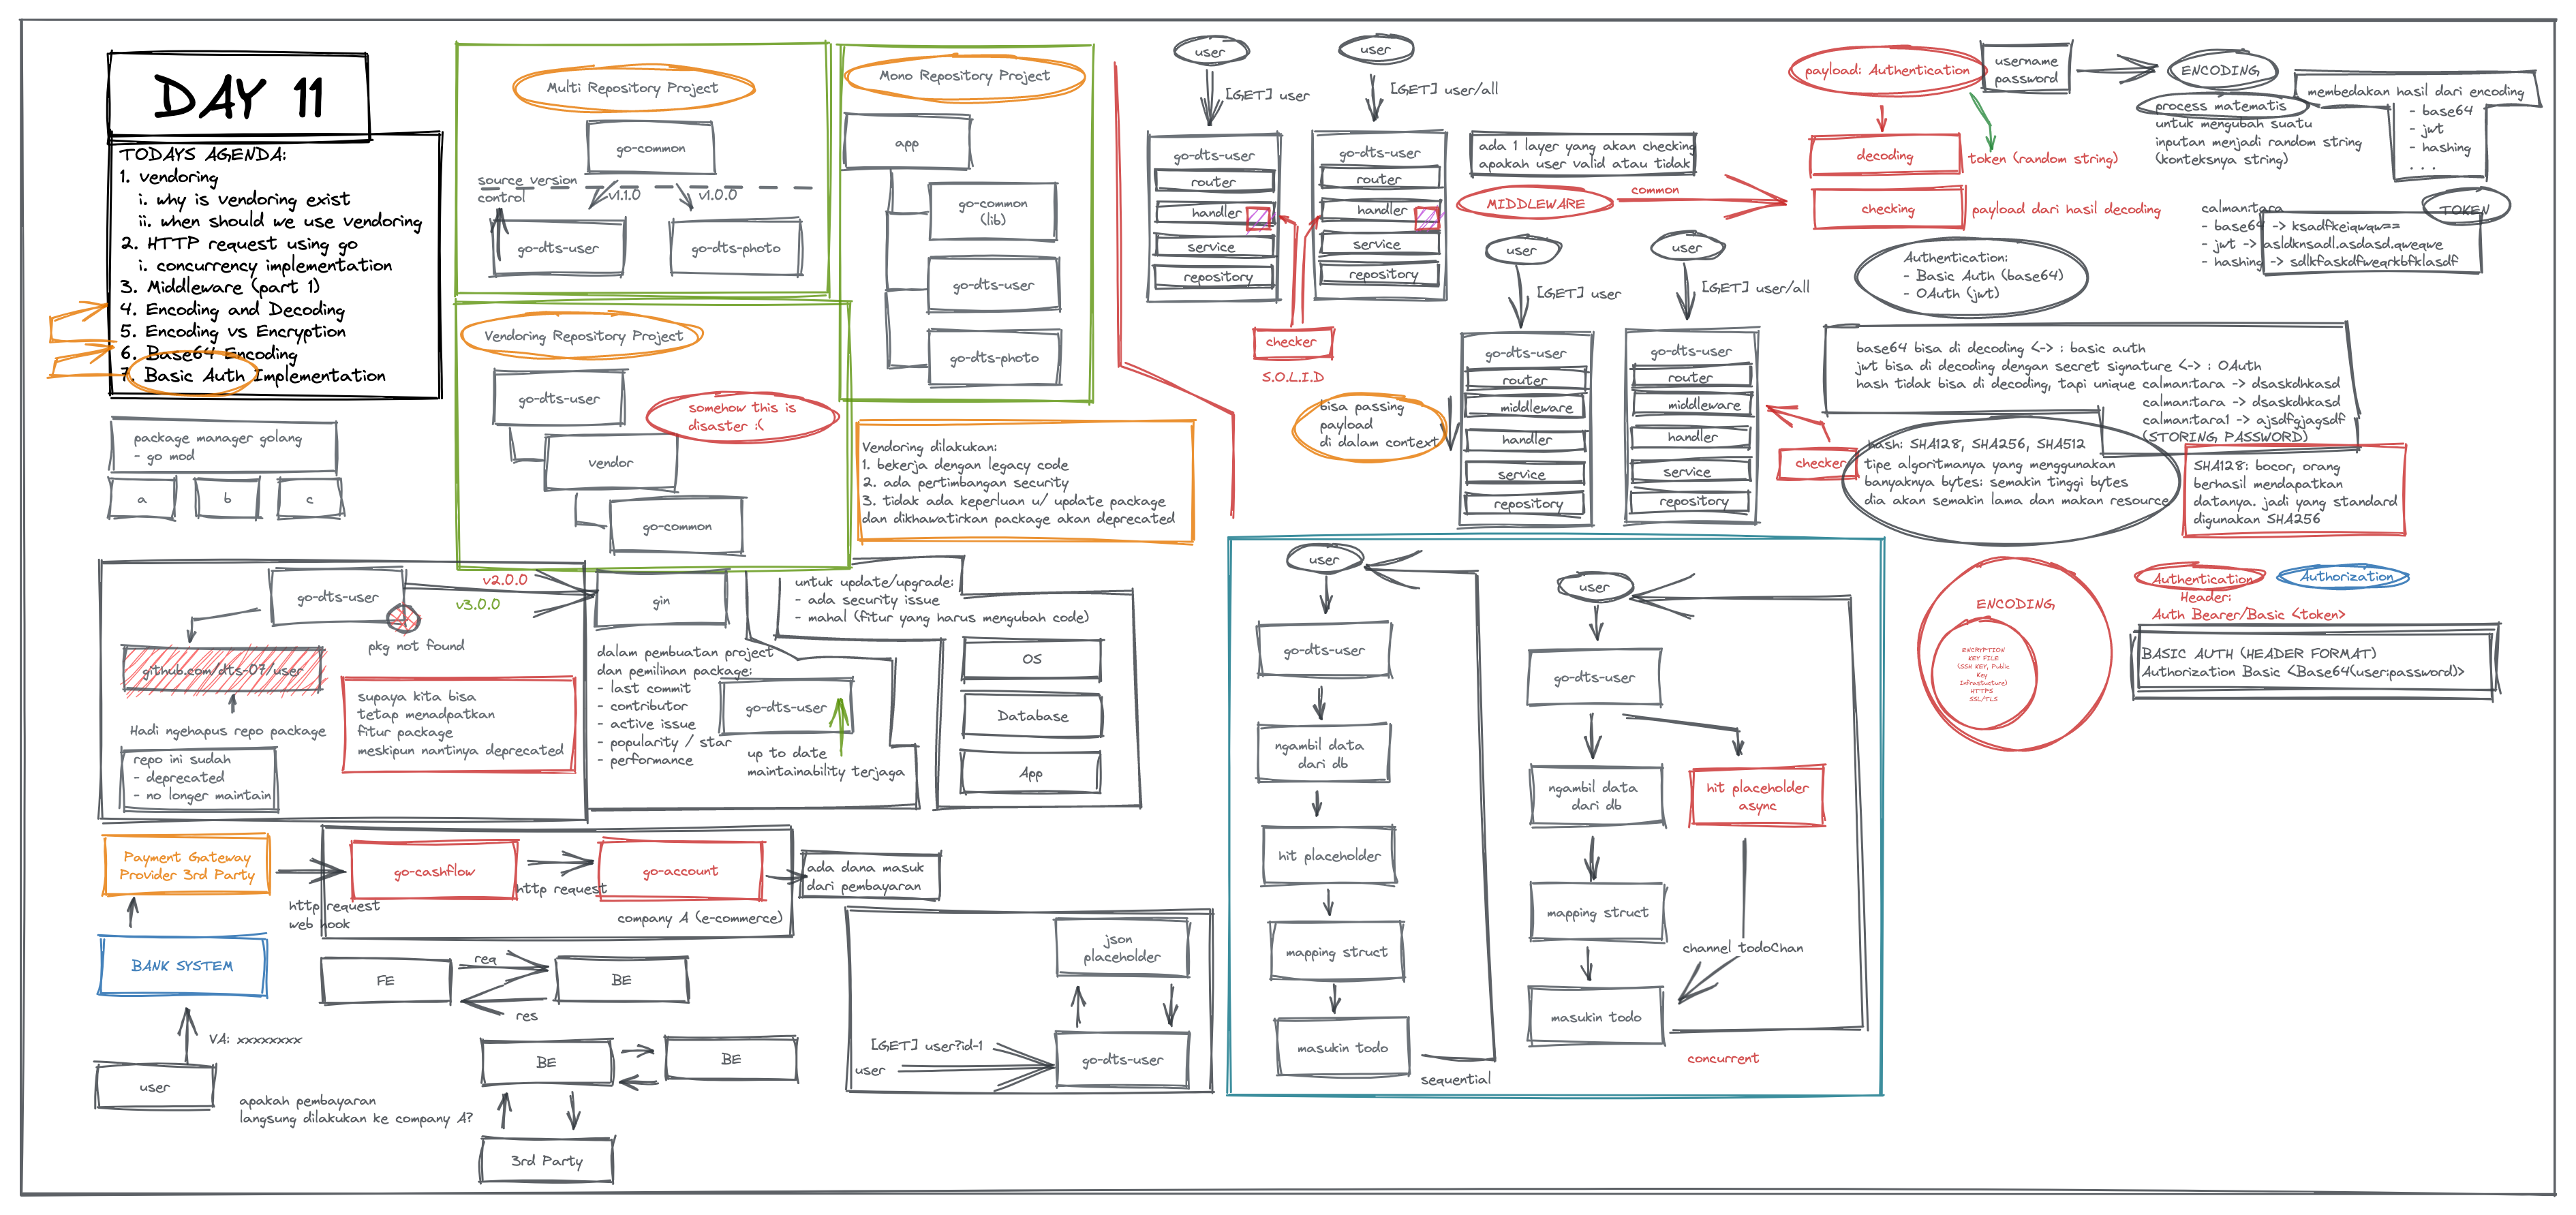 DAY 11
TODAYS AGENDA:
1. vendoring
i. why is vendoring exist
ii. when should we use vendoring
2. HTTP request using go
i. concurrency implementation
3. Middleware (part 1)
4. Encoding and Decoding
5. Encoding vs Encryption
6. Base64 Encoding
7. Basic Auth Implementation
package manager golang
- go mod
a
b
c
Multi Repository Project
go-common
source version
control
v1.1.0
v1.0.0
go-dts-user
go-dts-photo
Mono Repository Project
app
go-common
(lib)
go-dts-user
go-dts-photo
Vendoring Repository Project
go-dts-user
somehow this is
disaster :(
vendor
go-common
Vendoring dilakukan:
1. bekerja dengan legacy code
2. ada pertimbangan security
3. tidak ada keperluan u/ update package
dan dikhawatirkan package akan deprecated
go-dts-user
v2.0.0
v3.0.0
gin
pkg not found
github.com/dts-07/user
Hadi ngehapus repo package
repo ini sudah
- deprecated
- no longer maintain
supaya kita bisa
tetap menadpatkan
fitur package
meskipun nantinya deprecated
dalam pembuatan project
dan pemilihan package:
- last commit
- contributor
- active issue
- popularity / star
- performance
go-dts-user
up to date
maintainability terjaga
untuk update/upgrade:
- ada security issue
- mahal (fitur yang harus mengubah code)
OS
Database
App
Payment Gateway
Provider 3rd Party
http request
web hook
go-cashflow
http request
go-account
company A (e-commerce)
ada dana masuk
dari pembayaran
BANK SYSTEM
VA: xxxxxxxx
user
apakah pembayaran
langsung dilakukan ke company A?
FE
req
BE
res
BE
BE
3rd Party
json
placeholder
[GET] user?id-1
user
go-dts-user
user
[GET] user
go-dts-user
router
handler
service
repository
user
[GET] user/all
go-dts-user
router
handler
service
repository
checker
S.O.L.I.D
ada 1 layer yang akan checking
apakah user valid atau tidak
MIDDLEWARE
common
user
[GET] user
go-dts-user
router
middleware
handler
service
repository
user
[GET] user/all
go-dts-user
router
middleware
handler
service
repository
bisa passing
payload
di dalam context
checker
payload: Authentication
username
password
ENCODING
decoding
token (random string)
checking
payload dari hasil decoding
process matematis
untuk mengubah suatu
inputan menjadi random string
(konteksnya string)
membedakan hasil dari encoding
- base64
- jwt
- hashing
. . .
TOKEN
calman:tara
- base64 -> ksadfkeiqwqw==
- jwt -> asldknsadl.asdasd.qweqwe
- hashing -> sdlkfaskdfweqrkbfklasdf
Authentication:
- Basic Auth (base64)
- OAuth (jwt)
base64 bisa di decoding <-> : basic auth
jwt bisa di decoding dengan secret signature <-> : OAuth
hash tidak bisa di decoding, tapi unique calman:tara -> dsaskdhkasd
calman:tara -> dsaskdhkasd
calman:tara1 -> ajsdfgjagsdf
(STORING PASSWORD)
hash: SHA128, SHA256, SHA512
tipe algoritmanya yang menggunakan
banyaknya bytes: semakin tinggi bytes
dia akan semakin lama dan makan resource
SHA128: bocor, orang
berhasil mendapatkan
datanya. jadi yang standard
digunakan SHA256
ENCODING
ENCRYPTION
KEY FILE
(SSH KEY, Public
Key
Infrastucture)
HTTPS
SSL/TLS
Authentication
Authorization
Header:
Auth Bearer/Basic <token>
BASIC AUTH (HEADER FORMAT)
Authorization Basic <Base64(user:password)>
user
go-dts-user
ngambil data
dari db
hit placeholder
mapping struct
masukin todo
sequential
user
go-dts-user
ngambil data
dari db
hit placeholder
async
mapping struct
channel todoChan
masukin todo
concurrent